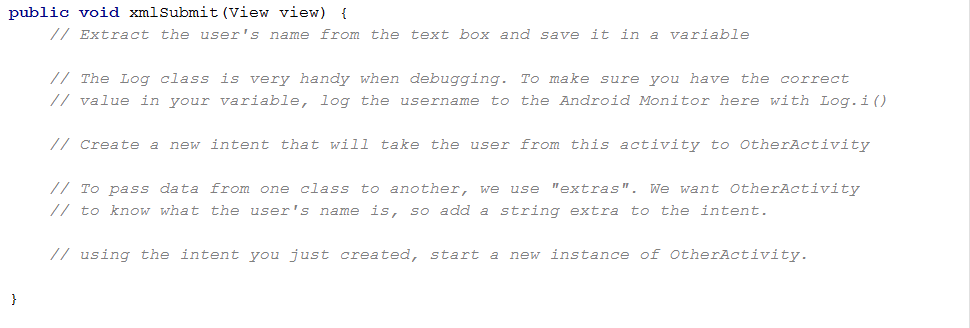 public void xmlSubmit(View view) {
// Extract the user's name from the text box and save it in a variable
// The Log class is very handy when debugging. To make sure you have the correct
// value in your variable, log the username to the Android Monitor here with Log.i()
// Create a new intent that will take the user from this activity to OtherActivity
// To pass data from one class to another, we use "extras". We want OtherActivity
// to know what the user's name is, so add a string extra to the intent.
// using the intent you just created, start a new instance of OtherActivity.
}